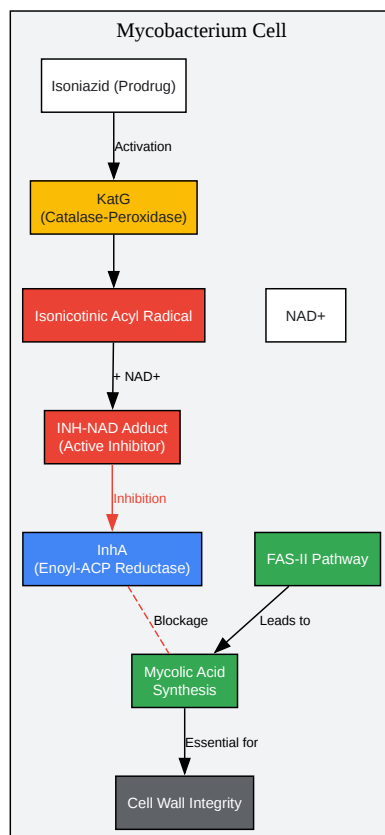 Mycobacterium Cell
Isoniazid (Prodrug)
Activation
KatG
(Catalase-Peroxidase)
Isonicotinic Acyl Radical
NAD+
+ NAD+
INH-NAD Adduct
(Active Inhibitor)
Inhibition
InhA
(Enoyl-ACP Reductase)
FAS-II Pathway
Blockage
Leads to
Mycolic Acid
Synthesis
Essential for
Cell Wall Integrity